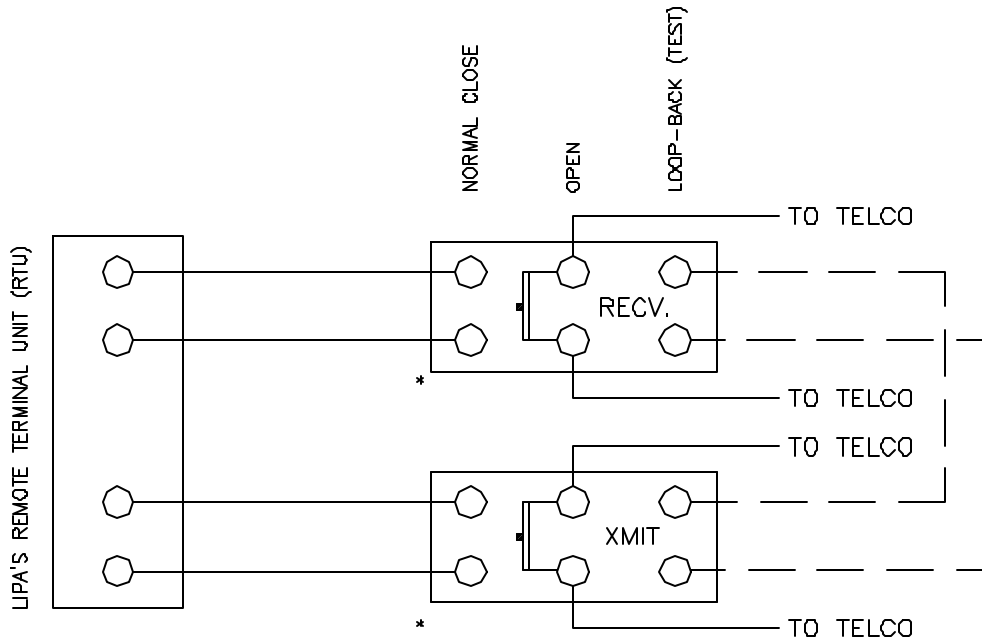 NORMAL CLOSE
OPEN
LOOP-BACK (TEST)
TO TELCO
LIPA'S REMOTE TERMINAL UNIT (RTU)
RECV.
*
TO TELCO
TO TELCO
XMIT
*
TO TELCO